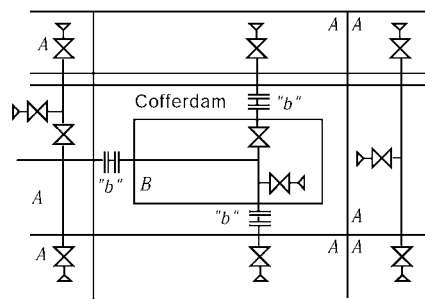 A A A
Cofferdam "b"
"b"
A B "b" A
A A A